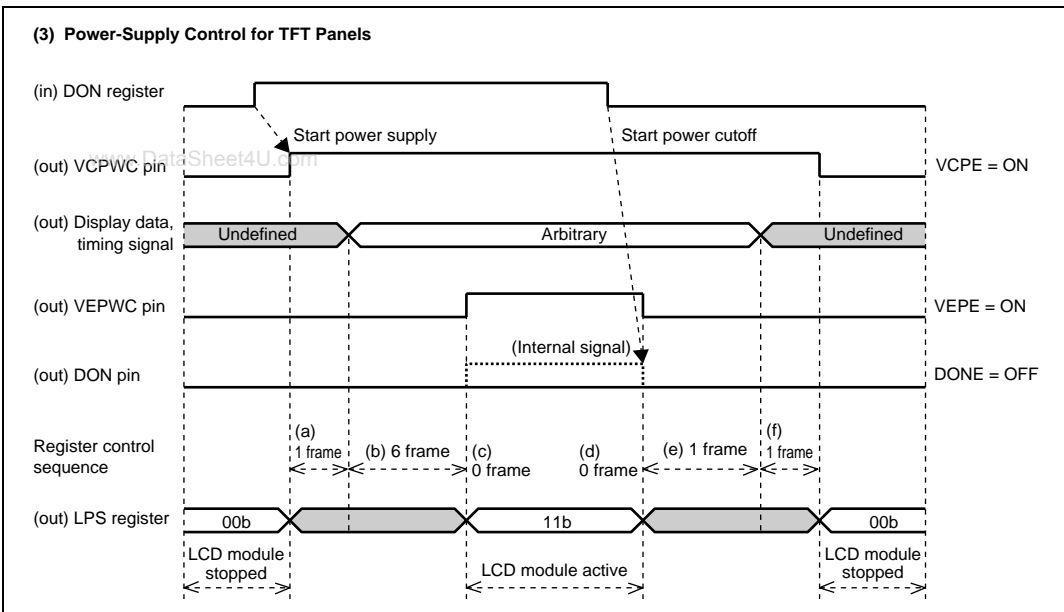 (3) Power-Supply Control for TFT Panels
(in) DON register
Start power supply
Start power cutoff
www.DataSheet4U.com
(out) VCPWC pin
VCPE = ON
(out) Display data,
timing signal
Undefined
Arbitrary
Undefined
(out) VEPWC pin
VEPE = ON
(Internal signal)
(out) DON pin
DONE = OFF
Register control
sequence
(a)
1 frame
(b) 6 frame
(c)
0 frame
(d)
0 frame
(e) 1 frame
(f)
1 frame
(out) LPS register
00b
11b
00b
LCD module
stopped
LCD module active
LCD module
stopped